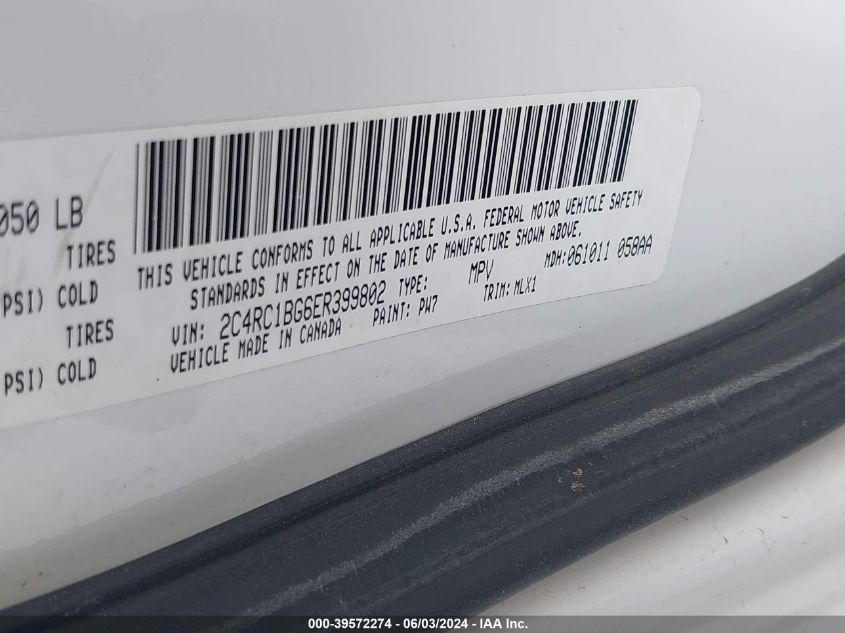 050 LB
TIRES
PSI) COLD
TIRES
PSI) COLD
THIS VEHICLE CONFORMS TO ALL APPLICABLE U.S.A. FEDERAL MOTOR VEHICLE SAFETY
STANDARDS IN EFFECT ON THE DATE OF MANUFACTURE SHOWN ABOVE.
VIN: 2C4RC1BG6ER399802 TYPE: MPV MDH:061011 058AA
VEHICLE MADE IN CANADA PAINT: PW7 TRIM: MLX1
000-39572274 - 06/03/2024 - IAA Inc.